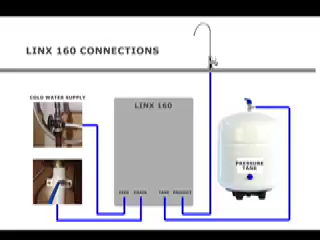 LINX 160 CONNECTIONS
COLD WATER SUPPLY
LINX 160
PRESSURE
TANK
FEED DRAIN TANK PRODUCT